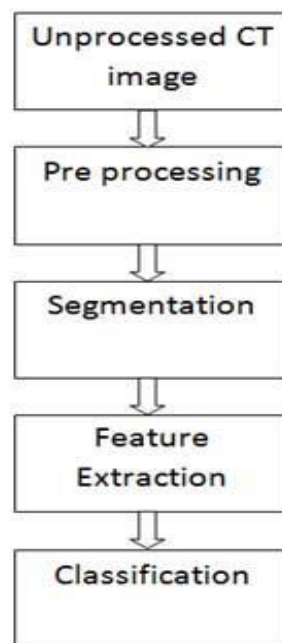 Unprocessed CT
image
Pre processing
Segmentation
Feature
Extraction
Classification